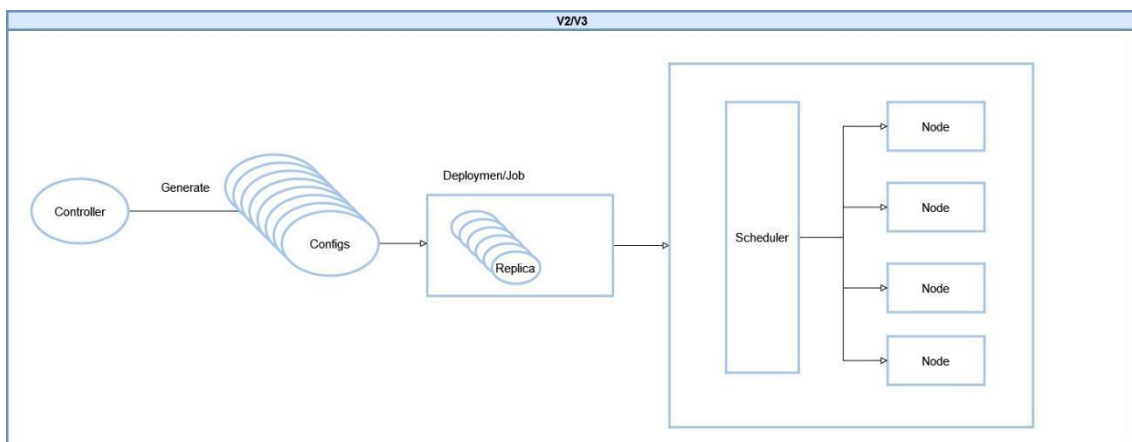 V2/V3
Controller
Generate
Configs
Deploymen/Job
Replica
Scheduler
Node
Node
Node
Node